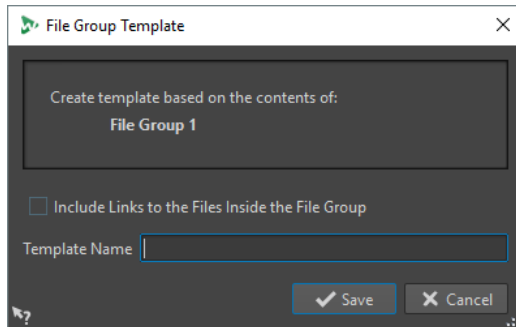 File Group Template
Create template based on the contents of:
File Group 1
Include Links to the Files Inside the File Group
Template Name
Save Cancel
?